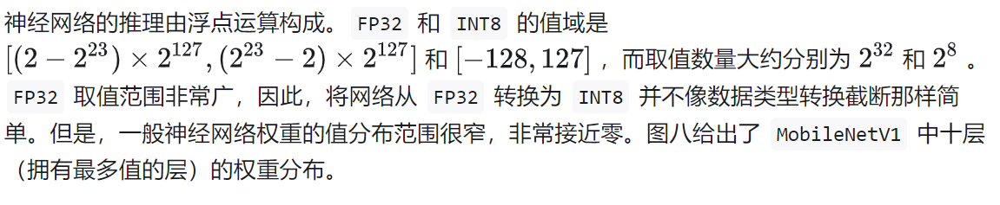 神经网络的推理由浮点运算构成。 FP32 和 INT8 的值域是
[(2 − 2^{23}) × 2^{127}, (2^{23} − 2) × 2^{127}] 和 [−128, 127] ，而取值数量大约分别为 2^{32} 和 2^{8} 。
FP32 取值范围非常广，因此，将网络从 FP32 转换为 INT8 并不像数据类型转换截断那样简
单。但是，一般神经网络权重的值分布范围很窄，非常接近零。图八给出了 MobileNetV1 中十层
（拥有最多值的层）的权重分布。